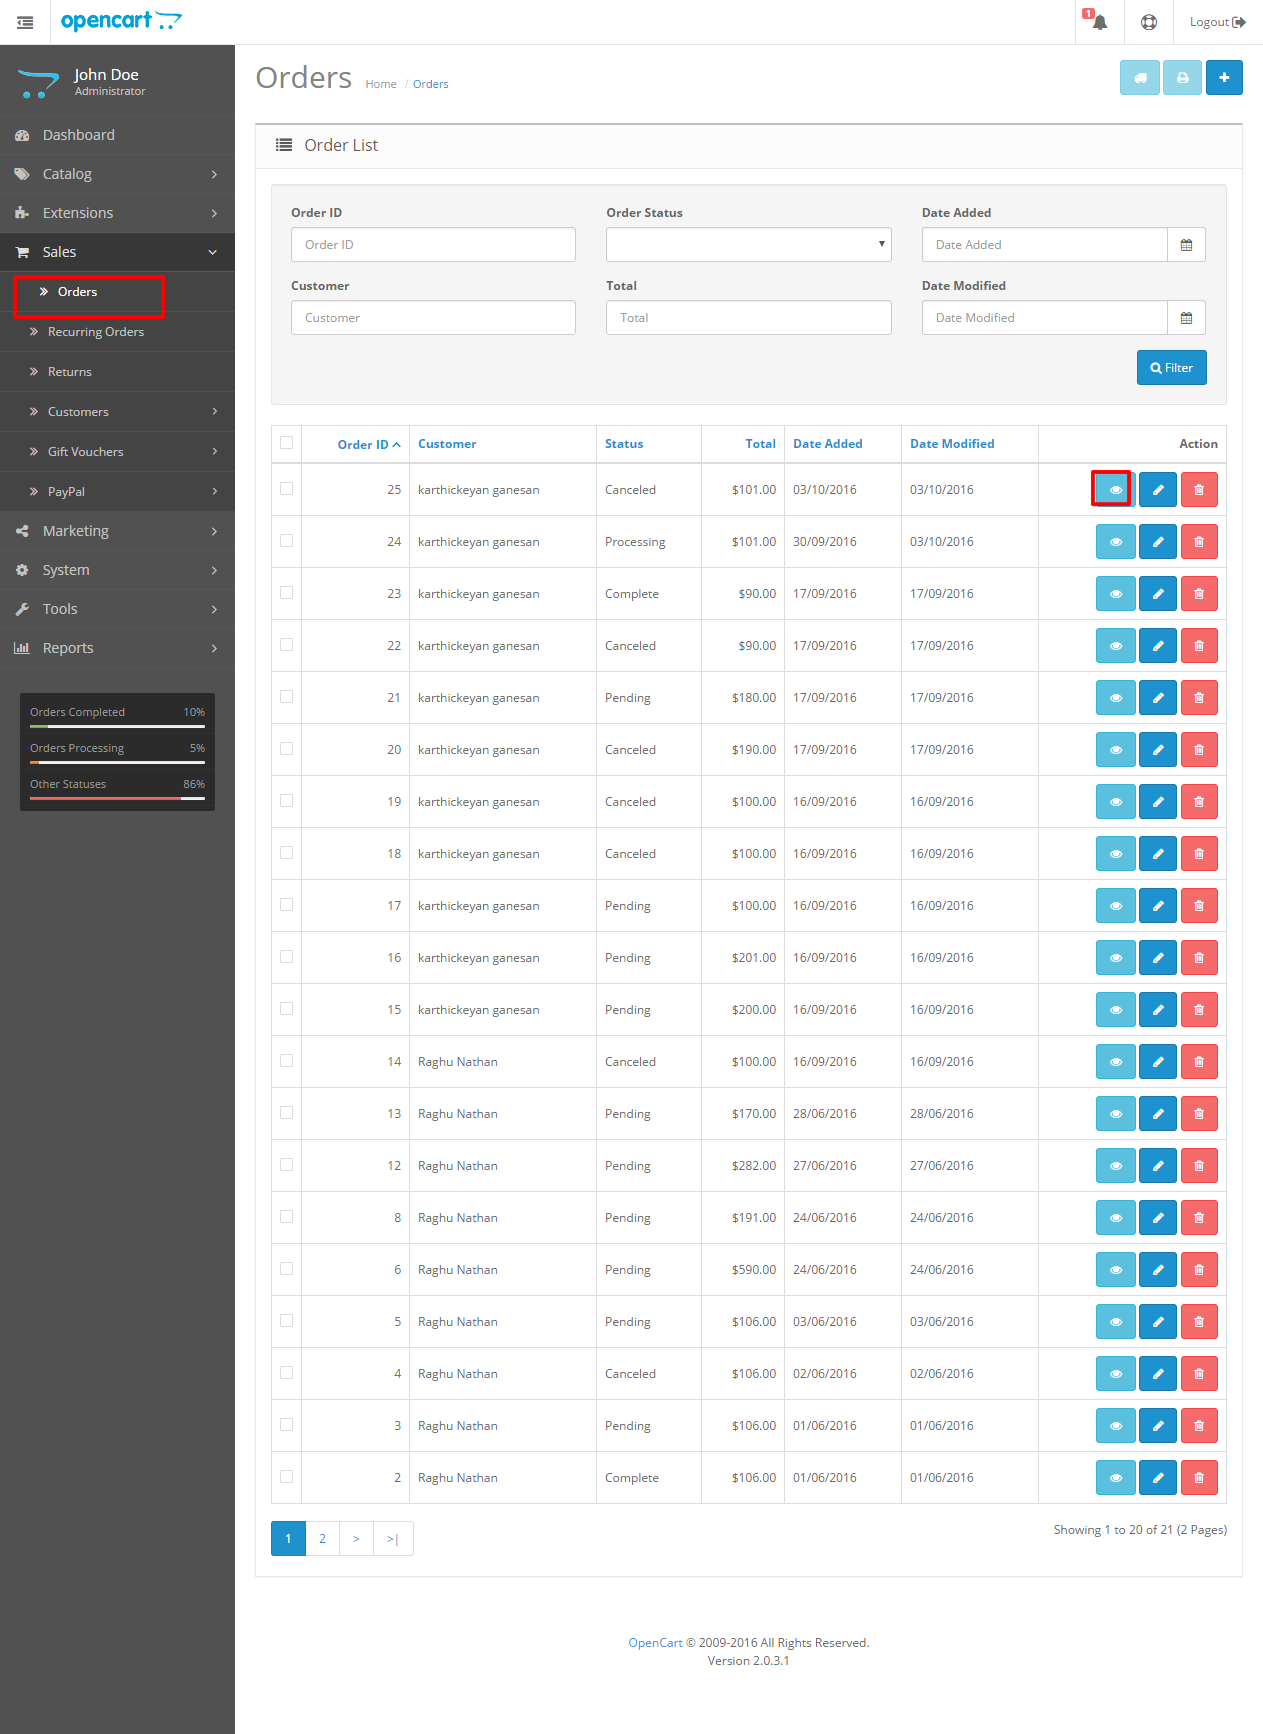 opencart
1
Logout
John Doe
Administrator
Dashboard
Catalog
Extensions
Sales
Orders
Recurring Orders
Returns
Customers
Gift Vouchers
PayPal
Marketing
System
Tools
Reports
Orders Completed 10%
Orders Processing 5%
Other Statuses 86%
Orders Home / Orders
Order List
Order ID Order Status Date Added
Order ID Date Added
Customer Total Date Modified
Customer Total Date Modified
Filter
Order ID Customer Status Total Date Added Date Modified Action
25 karthickeyan ganesan Canceled $101.00 03/10/2016 03/10/2016
24 karthickeyan ganesan Processing $101.00 30/09/2016 03/10/2016
23 karthickeyan ganesan Complete $90.00 17/09/2016 17/09/2016
22 karthickeyan ganesan Canceled $90.00 17/09/2016 17/09/2016
21 karthickeyan ganesan Pending $180.00 17/09/2016 17/09/2016
20 karthickeyan ganesan Canceled $190.00 17/09/2016 17/09/2016
19 karthickeyan ganesan Canceled $100.00 16/09/2016 16/09/2016
18 karthickeyan ganesan Canceled $100.00 16/09/2016 16/09/2016
17 karthickeyan ganesan Pending $100.00 16/09/2016 16/09/2016
16 karthickeyan ganesan Pending $201.00 16/09/2016 16/09/2016
15 karthickeyan ganesan Pending $200.00 16/09/2016 16/09/2016
14 Raghu Nathan Canceled $100.00 16/09/2016 16/09/2016
13 Raghu Nathan Pending $170.00 28/06/2016 28/06/2016
12 Raghu Nathan Pending $282.00 27/06/2016 27/06/2016
8 Raghu Nathan Pending $191.00 24/06/2016 24/06/2016
6 Raghu Nathan Pending $590.00 24/06/2016 24/06/2016
5 Raghu Nathan Pending $106.00 03/06/2016 03/06/2016
4 Raghu Nathan Canceled $106.00 02/06/2016 02/06/2016
3 Raghu Nathan Pending $106.00 01/06/2016 01/06/2016
2 Raghu Nathan Complete $106.00 01/06/2016 01/06/2016
1 2 > >|
Showing 1 to 20 of 21 (2 Pages)
OpenCart © 2009-2016 All Rights Reserved.
Version 2.0.3.1